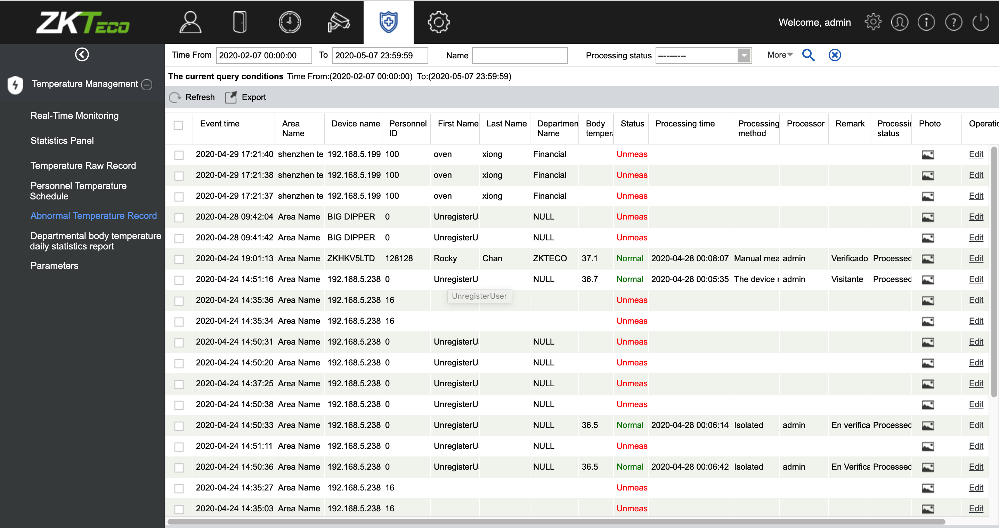 ZKTECO
Welcome, admin
Time From 2020-02-07 00:00:00 To 2020-05-07 23:59:59 Name Processing status ---------- More
The current query conditions Time From:(2020-02-07 00:00:00) To:(2020-05-07 23:59:59)
Refresh Export
Temperature Management
Real-Time Monitoring
Statistics Panel
Temperature Raw Record
Personnel Temperature
Schedule
Abnormal Temperature Record
Departmental body temperature
daily statistics report
Parameters
Event time Area Name Device name Personnel ID First Name Last Name Departmen Name Body tempera Status Processing time Processing method Processor Remark Processin status Photo Operatio
2020-04-29 17:21:40 shenzhen te 192.168.5.199 100 oven xiong Financial Unmeas Edit
2020-04-29 17:21:38 shenzhen te 192.168.5.199 100 oven xiong Financial Unmeas Edit
2020-04-29 17:21:37 shenzhen te 192.168.5.199 100 oven xiong Financial Unmeas Edit
2020-04-28 09:42:04 Area Name BIG DIPPER 0 UnregisterUs NULL Unmeas Edit
2020-04-28 09:41:42 Area Name BIG DIPPER 0 UnregisterUs NULL Unmeas Edit
2020-04-24 19:01:13 Area Name ZKHKV5LTD 128128 Rocky Chan ZKTECO 37.1 Normal 2020-04-28 00:08:07 Manual mea admin Verificado Processed Edit
2020-04-24 14:51:16 Area Name 192.168.5.238 0 UnregisterUs NULL 36.7 Normal 2020-04-28 00:05:35 The device r admin Visitante Processed Edit
UnregisterUser
2020-04-24 14:35:36 Area Name 192.168.5.238 16 Unmeas Edit
2020-04-24 14:35:34 Area Name 192.168.5.238 16 Unmeas Edit
2020-04-24 14:50:31 Area Name 192.168.5.238 0 UnregisterUs NULL Unmeas Edit
2020-04-24 14:50:20 Area Name 192.168.5.238 0 UnregisterUs NULL Unmeas Edit
2020-04-24 14:37:25 Area Name 192.168.5.238 0 UnregisterUs NULL Unmeas Edit
2020-04-24 14:50:38 Area Name 192.168.5.238 0 UnregisterUs NULL Unmeas Edit
2020-04-24 14:50:33 Area Name 192.168.5.238 0 UnregisterUs NULL 36.5 Normal 2020-04-28 00:06:14 Isolated admin En verifica Processed Edit
2020-04-24 14:51:11 Area Name 192.168.5.238 0 UnregisterUs NULL Unmeas Edit
2020-04-24 14:50:36 Area Name 192.168.5.238 0 UnregisterUs NULL 36.5 Normal 2020-04-28 00:06:42 Isolated admin En Verifica Processed Edit
2020-04-24 14:35:27 Area Name 192.168.5.238 16 Unmeas Edit
2020-04-24 14:35:03 Area Name 192.168.5.238 16 Unmeas Edit